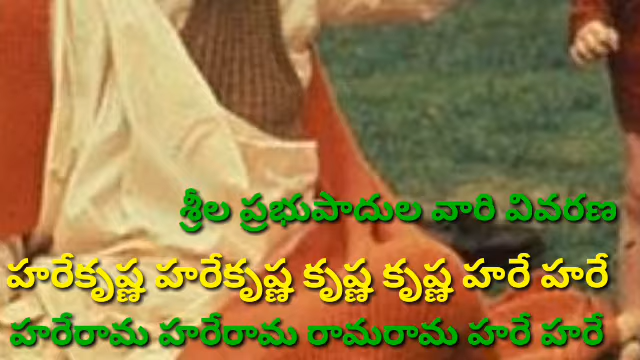 శ్రీల ప్రభుపాదుల వారి వివరణ
హరేకృష్ణ హరేకృష్ణ కృష్ణ కృష్ణ హరే హరే
హరేరామ హరేరామ రామరామ హరే హరే